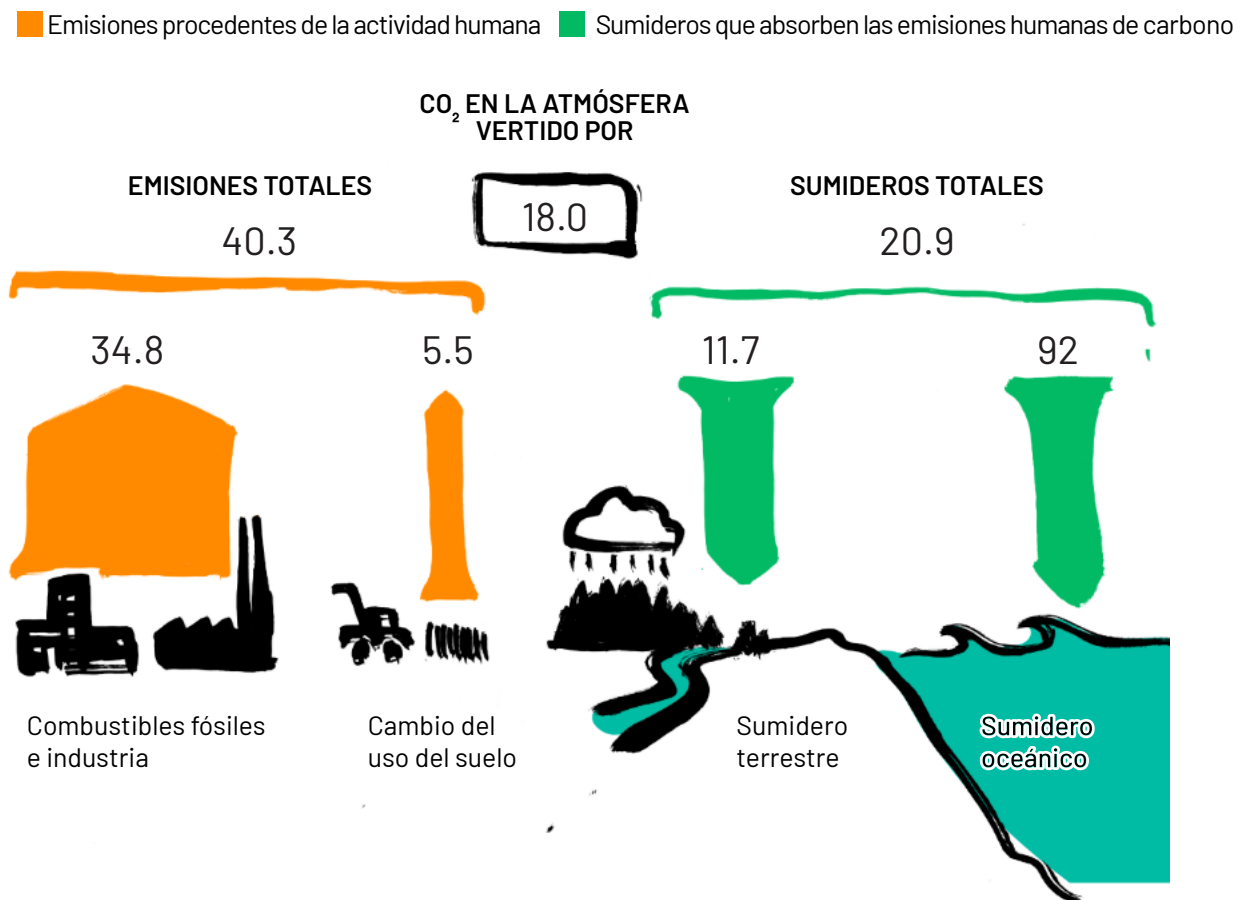 Emisiones procedentes de la actividad humana
Sumideros que absorben las emisiones humanas de carbono
CO₂ EN LA ATMÓSFERA
VERTIDO POR
EMISIONES TOTALES
40.3
18.0
SUMIDEROS TOTALES
20.9
34.8
5.5
11.7
92
Combustibles fósiles
e industria
Cambio del
uso del suelo
Sumidero
terrestre
Sumidero
oceánico